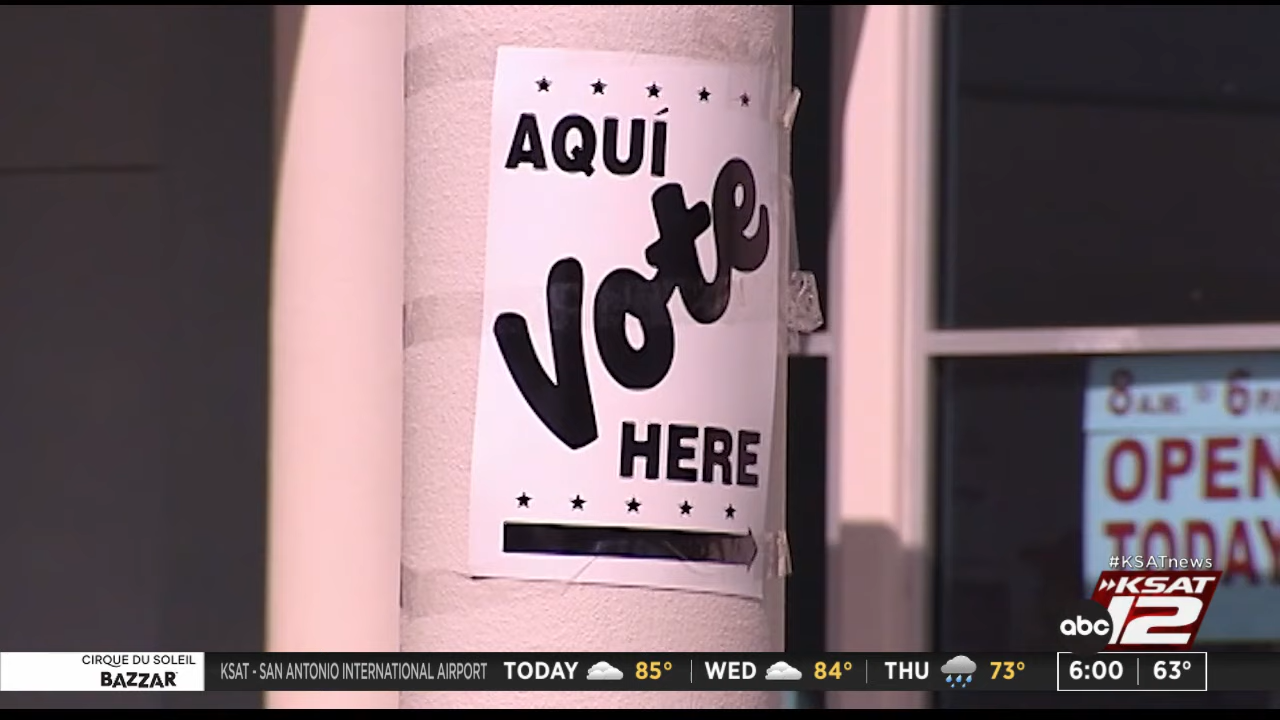 AQUÍ
Vote
HERE
8 A.M. 6 P
OPEN
TODAY
#KSATnews
KSAT
abc 12
CIRQUE DU SOLEIL
BAZZAR
KSAT - SAN ANTONIO INTERNATIONAL AIRPORT TODAY 85° WED 84° THU 73° 6:00 63°